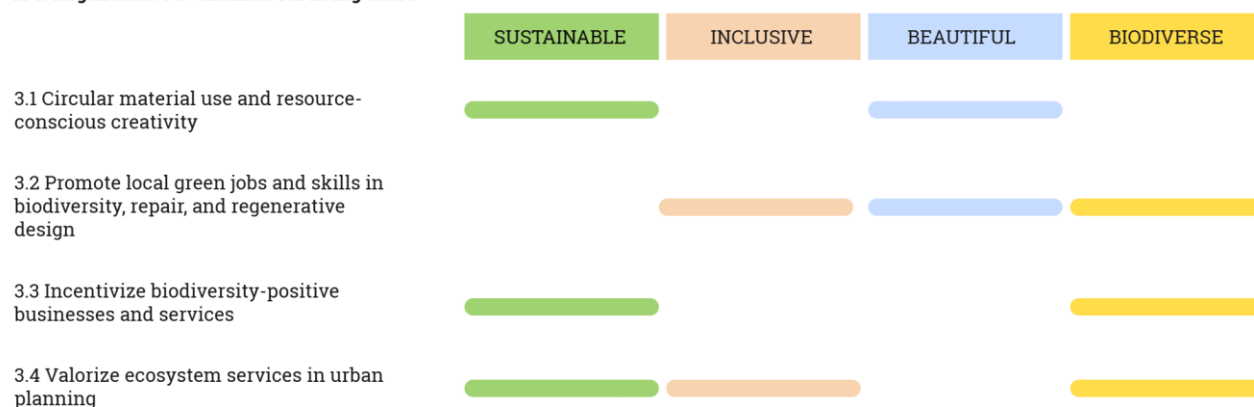 SUSTAINABLE INCLUSIVE BEAUTIFUL BIODIVERSE
3.1 Circular material use and resource-
conscious creativity
3.2 Promote local green jobs and skills in
biodiversity, repair, and regenerative
design
3.3 Incentivize biodiversity-positive
businesses and services
3.4 Valorize ecosystem services in urban
planning